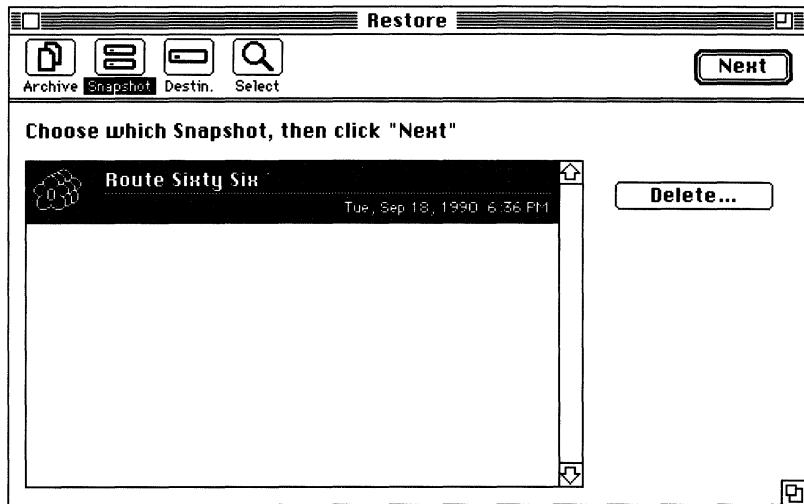 Restore
Archive Snapshot Destin. Select
Next
Choose which Snapshot, then click "Next"
Route Sixty Six
Tue, Sep 18, 1990 6:36 PM
Delete...